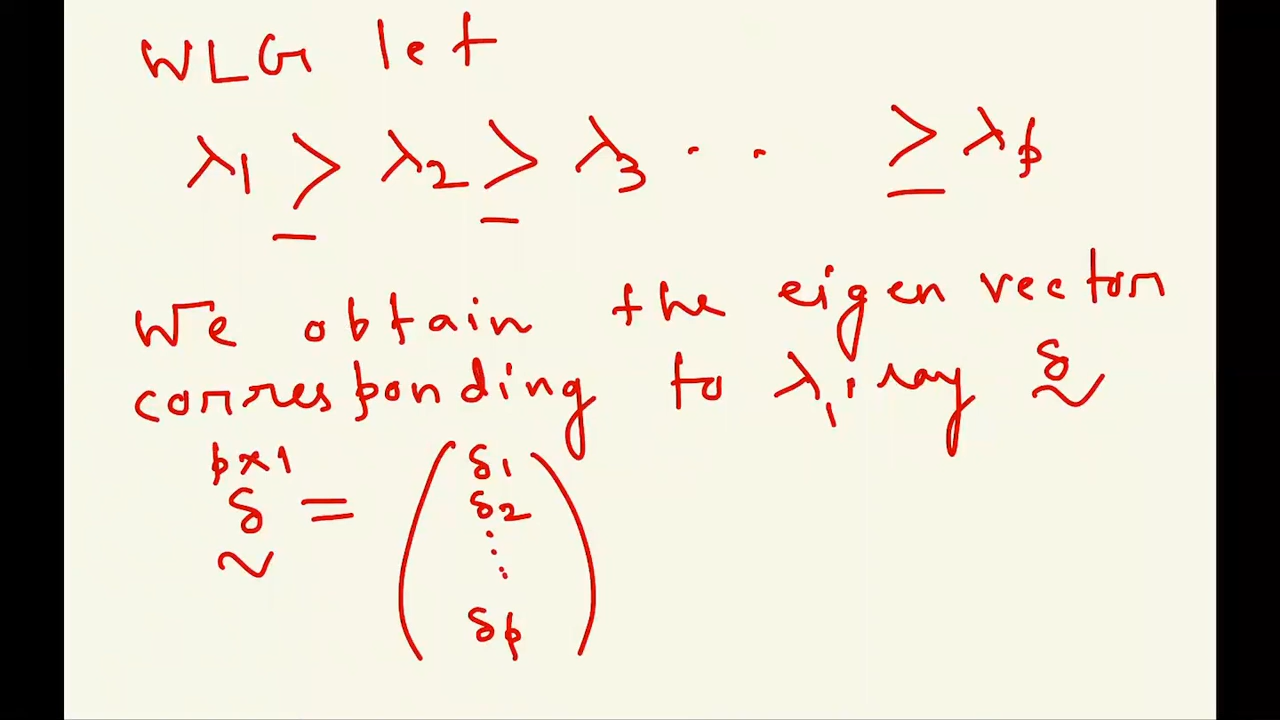 WLG let
λ1 ≥ λ2 ≥ λ3 . . ≥ λp
We obtain the eigen vector
corresponding to λ1, say δ̰
p×1
δ̰ = (δ1
δ2
⋮
δp)